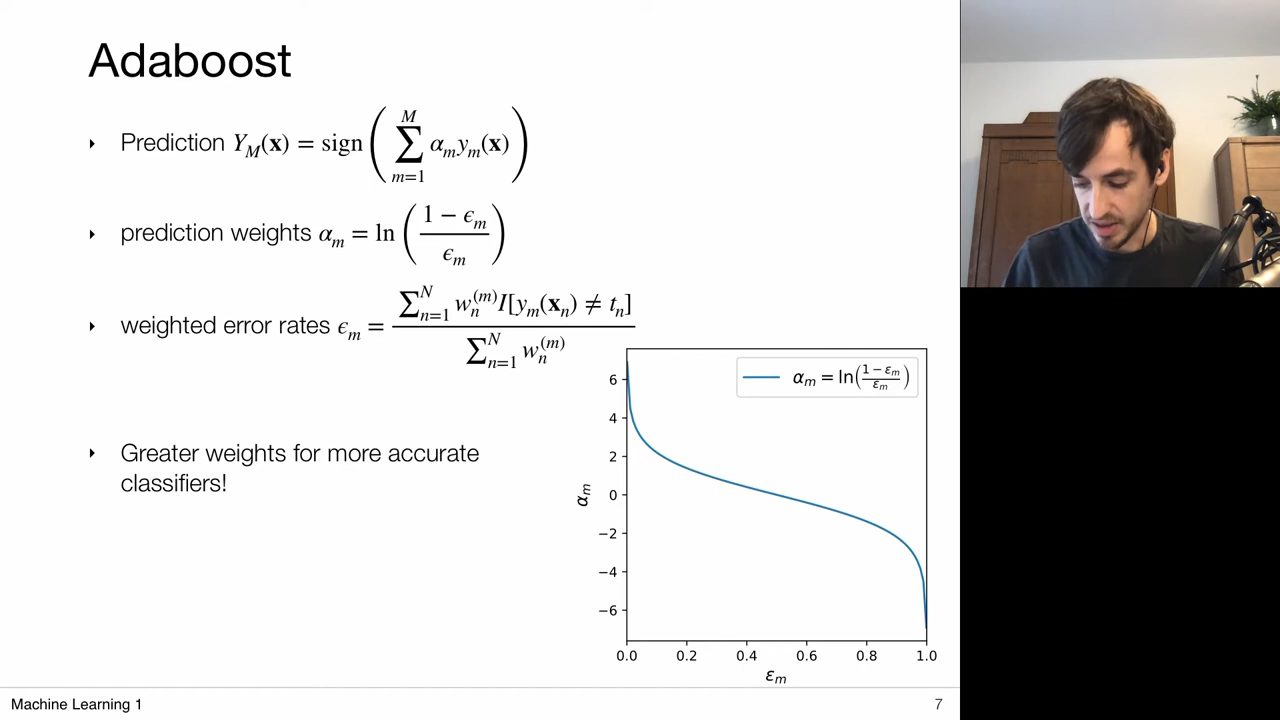 Adaboost
‣ Prediction Y_M(𝐱) = sign ( ∑_{m=1}^{M} α_m y_m(𝐱) )
‣ prediction weights α_m = ln ( (1 − ϵ_m) / ϵ_m )
‣ weighted error rates ϵ_m = ∑_{n=1}^{N} w_n^{(m)} I[y_m(𝐱_n) ≠ t_n] / ∑_{n=1}^{N} w_n^{(m)}
‣ Greater weights for more accurate
classifiers!
α_m = ln((1 − ε_m)/ε_m)
6
4
2
0
−2
−4
−6
α_m
0.0 0.2 0.4 0.6 0.8 1.0
ε_m
Machine Learning 1
7